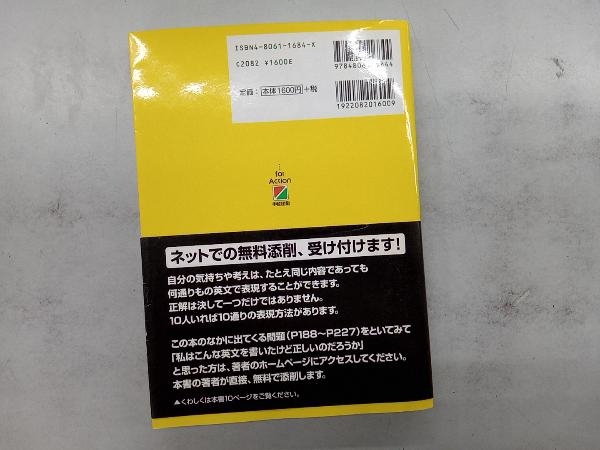 ISBN4-8061-1684-X
C2082 ¥1600E
定価：本体1600円+税
1922082016009
i
for
Action
中経出版
ネットでの無料添削、受け付けます!
自分の気持ちや考えは、たとえ同じ内容であっても
何通りもの英文で表現することができます。
正解は決して一つだけではありません。
10人いれば10通りの表現方法があります。
この本のなかに出てくる問題(P188~P227)をといてみて
「私はこんな英文を書いたけど正しいのだろうか」
と思った方は、著者のホームページにアクセスしてください。
本書の著者が直接、無料で添削します。
▲くわしくは本書10ページをご覧ください。